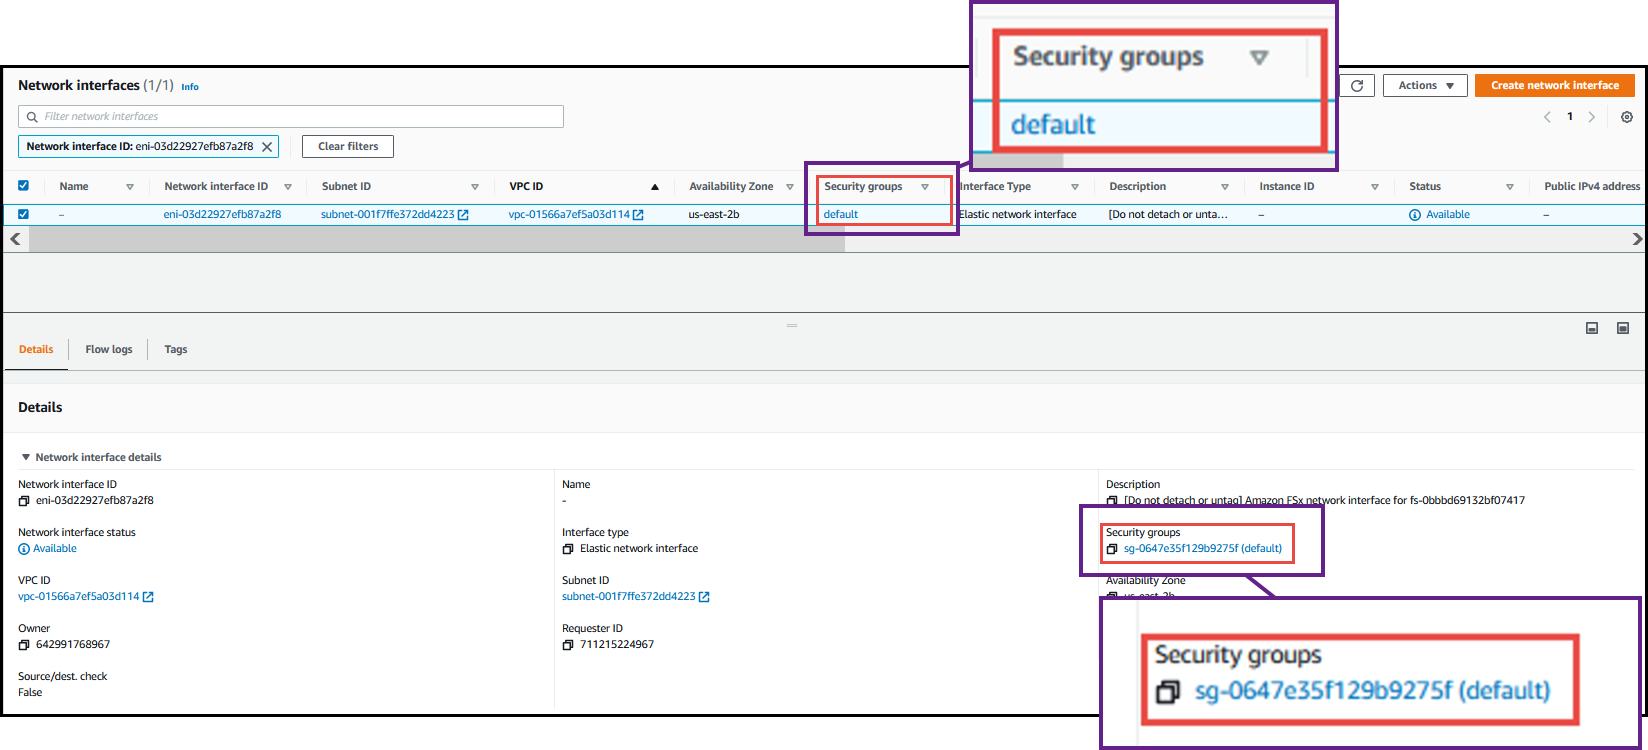 Security groups
default
Network interfaces (1/1) Info
Actions
Create network interface
Filter network interfaces
1
Network interface ID: eni-03d22927efb87a2f8
Clear filters
Name Network interface ID Subnet ID VPC ID Availability Zone Security groups Interface Type Description Instance ID Status Public IPv4 address
– eni-03d22927efb87a2f8 subnet-001f7ffe372dd4223 vpc-01566a7ef5a03d114 us-east-2b default Elastic network interface [Do not detach or unta... – Available –
Details Flow logs Tags
Details
Network interface details
Network interface ID
eni-03d22927efb87a2f8
Name
-
Description
[Do not detach or untag] Amazon FSx network interface for fs-0bbbd69132bf07417
Network interface status
Available
Interface type
Elastic network interface
Security groups
sg-0647e35f129b9275f (default)
VPC ID
vpc-01566a7ef5a03d114
Subnet ID
subnet-001f7ffe372dd4223
Availability Zone
us-east-2b
Owner
642991768967
Requester ID
711215224967
Source/dest. check
False
Security groups
sg-0647e35f129b9275f (default)